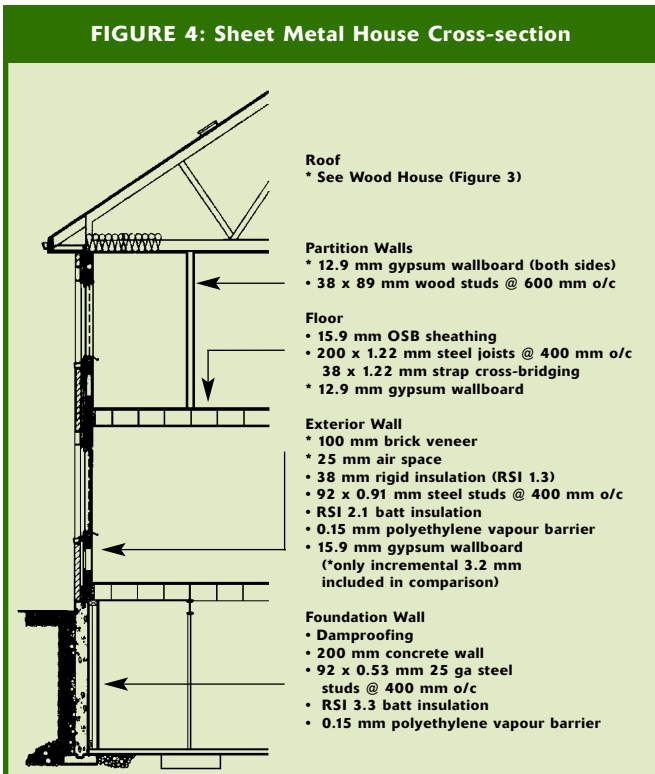 FIGURE 4: Sheet Metal House Cross-section
Roof
* See Wood House (Figure 3)
Partition Walls
* 12.9 mm gypsum wallboard (both sides)
• 38 x 89 mm wood studs @ 600 mm o/c
Floor
• 15.9 mm OSB sheathing
• 200 x 1.22 mm steel joists @ 400 mm o/c
38 x 1.22 mm strap cross-bridging
* 12.9 mm gypsum wallboard
Exterior Wall
* 100 mm brick veneer
* 25 mm air space
• 38 mm rigid insulation (RSI 1.3)
• 92 x 0.91 mm steel studs @ 400 mm o/c
• RSI 2.1 batt insulation
• 0.15 mm polyethylene vapour barrier
• 15.9 mm gypsum wallboard
(*only incremental 3.2 mm
included in comparison)
Foundation Wall
• Damproofing
• 200 mm concrete wall
• 92 x 0.53 mm 25 ga steel
studs @ 400 mm o/c
• RSI 3.3 batt insulation
• 0.15 mm polyethylene vapour barrier